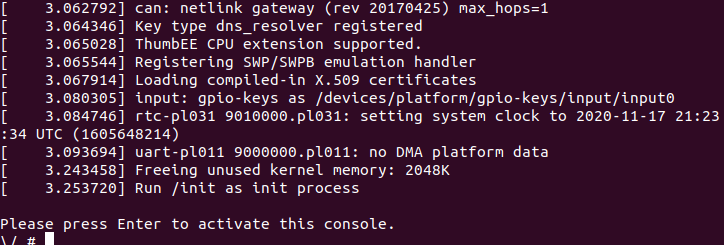 [    3.062792] can: netlink gateway (rev 20170425) max_hops=1
[    3.064346] Key type dns_resolver registered
[    3.065028] ThumbEE CPU extension supported.
[    3.065544] Registering SWP/SWPB emulation handler
[    3.067914] Loading compiled-in X.509 certificates
[    3.080305] input: gpio-keys as /devices/platform/gpio-keys/input/input0
[    3.084746] rtc-pl031 9010000.pl031: setting system clock to 2020-11-17 21:23
:34 UTC (1605648214)
[    3.093694] uart-pl011 9000000.pl011: no DMA platform data
[    3.243458] Freeing unused kernel memory: 2048K
[    3.253720] Run /init as init process
Please press Enter to activate this console.
\/ #